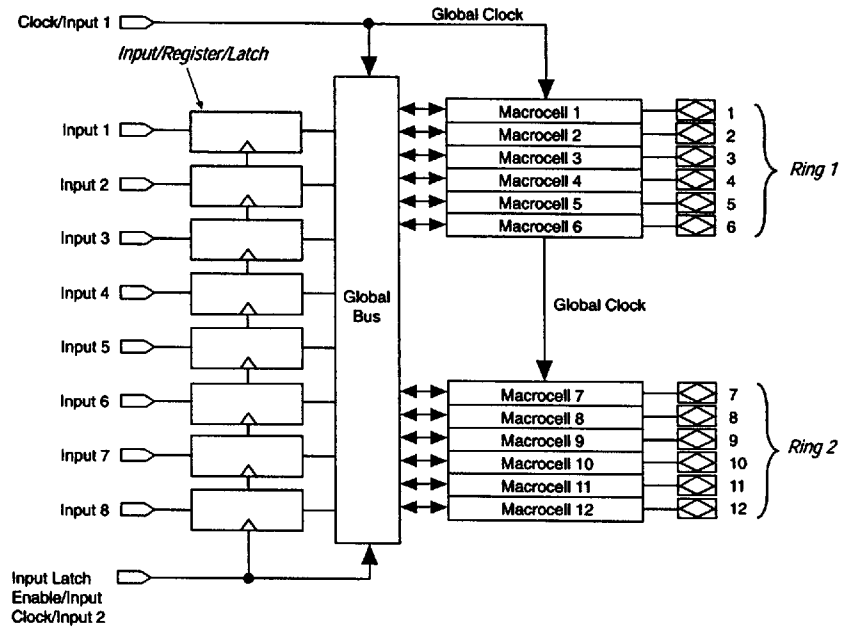 Clock/Input 1
Global Clock
Input/Register/Latch
Input 1
Input 2
Input 3
Input 4
Input 5
Input 6
Input 7
Input 8
Input Latch
Enable/Input
Clock/Input 2
Global
Bus
Macrocell 1
Macrocell 2
Macrocell 3
Macrocell 4
Macrocell 5
Macrocell 6
1
2
3
4
5
6
Ring 1
Global Clock
Macrocell 7
Macrocell 8
Macrocell 9
Macrocell 10
Macrocell 11
Macrocell 12
7
8
9
10
11
12
Ring 2